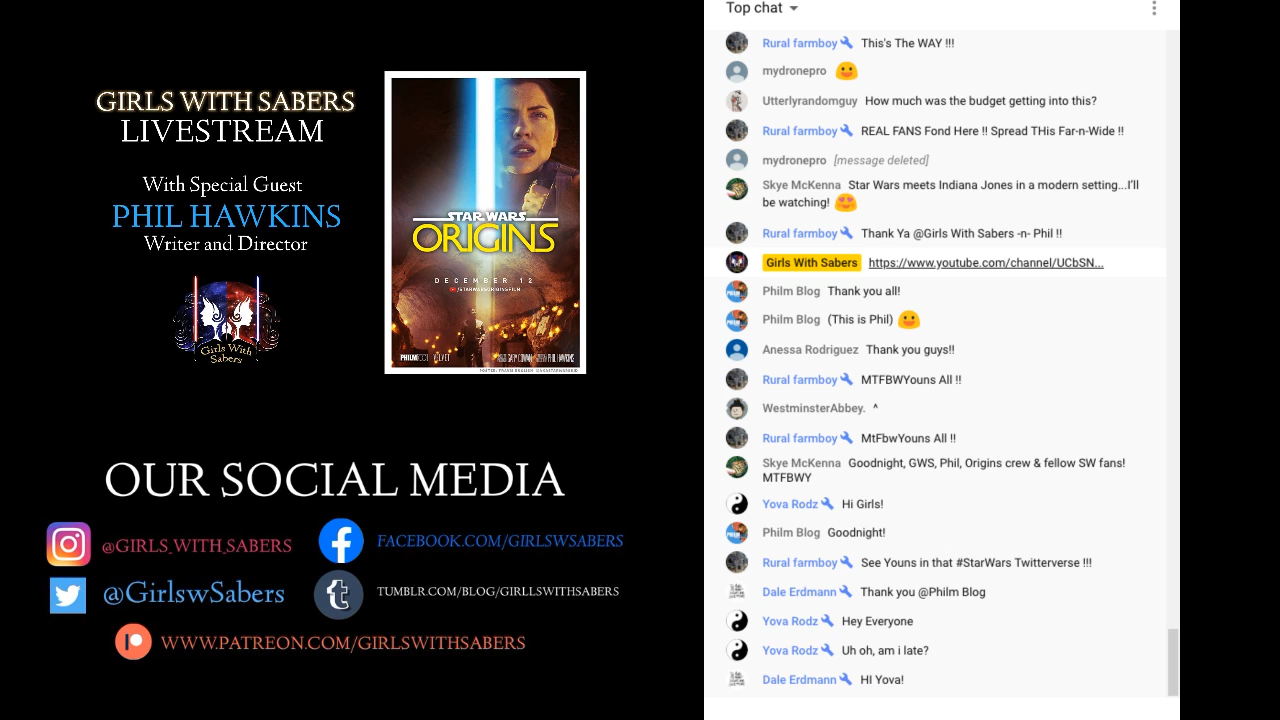 GIRLS WITH SABERS
LIVESTREAM
With Special Guest
PHIL HAWKINS
Writer and Director
Girls With
Sabers
STAR WARS
ORIGINS
DECEMBER 12
/STARWARSORIGINSFILM
OUR SOCIAL MEDIA
@GIRLS_WITH_SABERS
FACEBOOK.COM/GIRLSWSABERS
@GirlswSabers
TUMBLR.COM/BLOG/GIRLLSWITHSABERS
WWW.PATREON.COM/GIRLSWITHSABERS
Top chat
Rural farmboy This's The WAY !!!
mydronepro
Utterlyrandomguy How much was the budget getting into this?
Rural farmboy REAL FANS Fond Here !! Spread THis Far-n-Wide !!
mydronepro [message deleted]
Skye McKenna Star Wars meets Indiana Jones in a modern setting...I'll
be watching!
Rural farmboy Thank Ya @Girls With Sabers -n- Phil !!
Girls With Sabers https://www.youtube.com/channel/UCbSN...
Philm Blog Thank you all!
Philm Blog (This is Phil)
Anessa Rodriguez Thank you guys!!
Rural farmboy MTFBWYouns All !!
WestminsterAbbey. ^
Rural farmboy MtFbwYouns All !!
Skye McKenna Goodnight, GWS, Phil, Origins crew & fellow SW fans!
MTFBWY
Yova Rodz Hi Girls!
Philm Blog Goodnight!
Rural farmboy See Youns in that #StarWars Twitterverse !!!
Dale Erdmann Thank you @Philm Blog
Yova Rodz Hey Everyone
Yova Rodz Uh oh, am i late?
Dale Erdmann HI Yova!